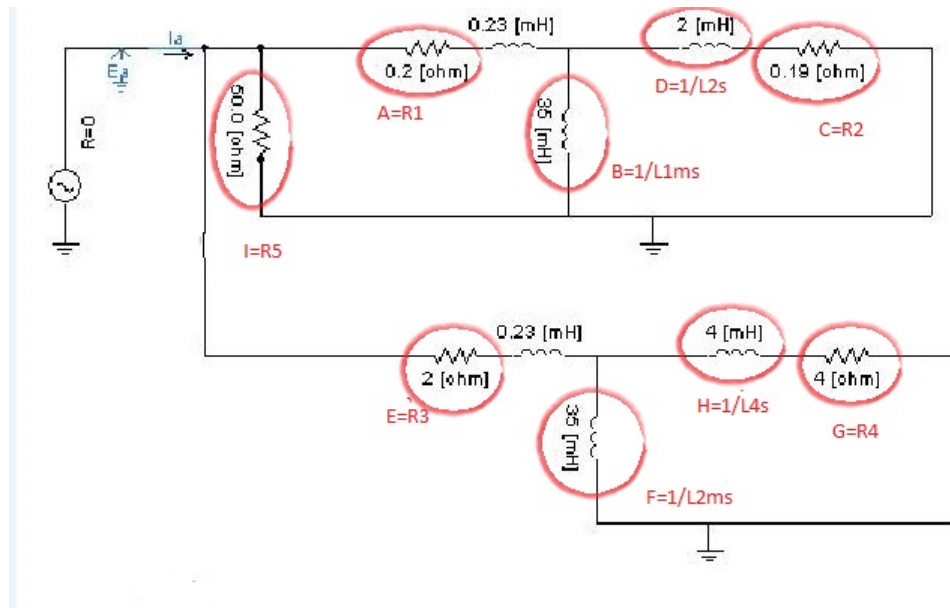 0.23 [mH]
2 [mH]
Ia
Ea
0.2 [ohm]
0.19 [ohm]
D=1/L2s
A=R1
C=R2
R=0
60.0 [ohm]
35 [mH]
B=1/L1ms
I=R5
0.23 [mH]
4 [mH]
2 [ohm]
4 [ohm]
E=R3
H=1/L4s
G=R4
35 [mH]
F=1/L2ms